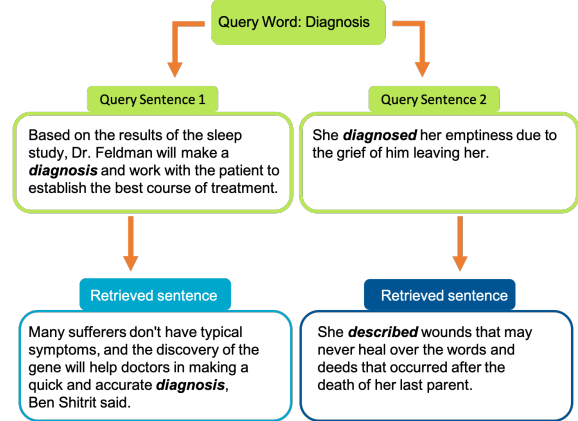 Query Word: Diagnosis
Query Sentence 1
Based on the results of the sleep
study, Dr. Feldman will make a
diagnosis and work with the patient to
establish the best course of treatment.
Query Sentence 2
She diagnosed her emptiness due to
the grief of him leaving her.
Retrieved sentence
Many sufferers don't have typical
symptoms, and the discovery of the
gene will help doctors in making a
quick and accurate diagnosis,
Ben Shitrit said.
Retrieved sentence
She described wounds that may
never heal over the words and
deeds that occurred after the
death of her last parent.